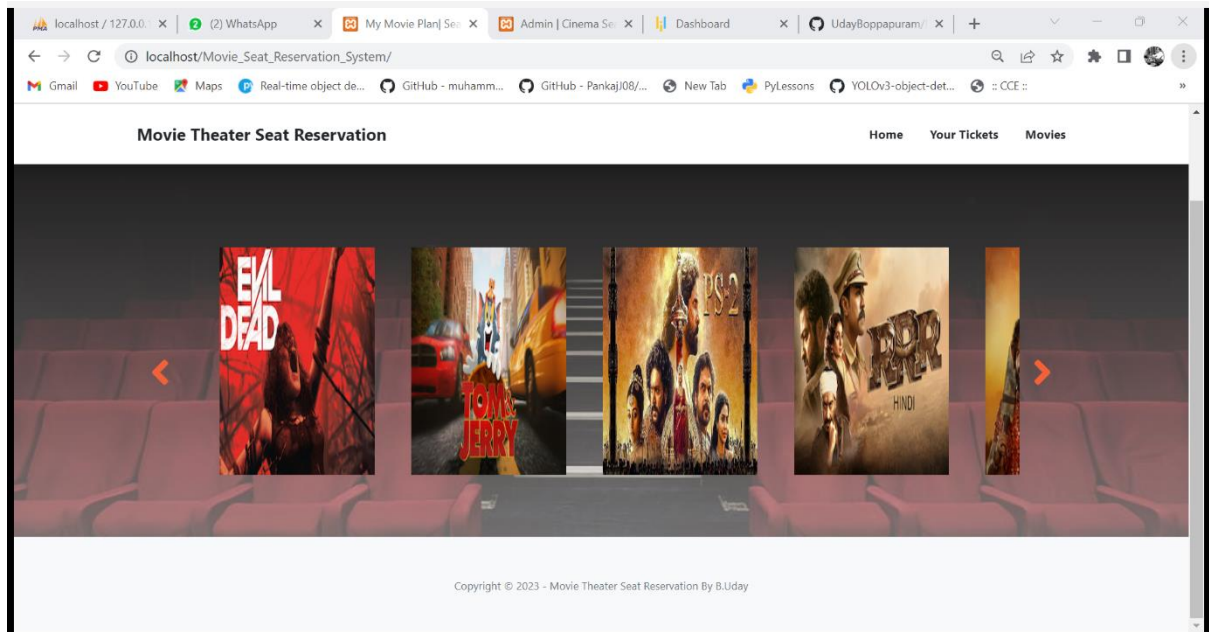 localhost / 127.0.0.
(2) WhatsApp
My Movie Plan| Sea
Admin | Cinema Se
Dashboard
UdayBoppapuram/
localhost/Movie_Seat_Reservation_System/
Gmail
YouTube
Maps
Real-time object de...
GitHub - muhamm...
GitHub - PankajJ08/...
New Tab
PyLessons
YOLOv3-object-det...
:: CCE ::
»
Movie Theater Seat Reservation
Home
Your Tickets
Movies
EVIL
DEAD
TOM &
JERRY
PS-2
RRR
HINDI
Copyright © 2023 - Movie Theater Seat Reservation By B.Uday